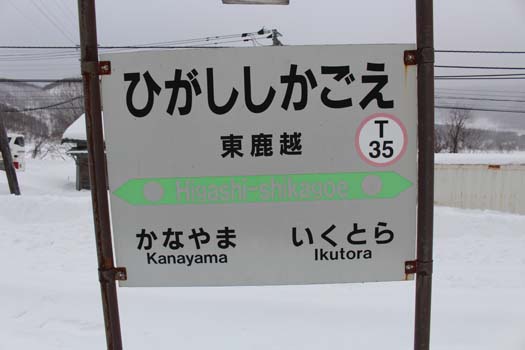 ひがししかごえ
東鹿越
T
35
Higashi-shikagoe
かなやま いくとら
Kanayama Ikutora